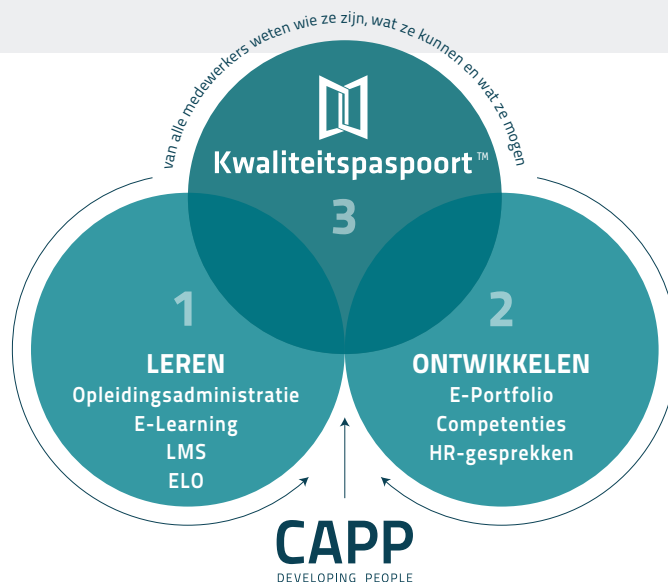 van alle medewerkers weten wie ze zijn, wat ze kunnen en wat ze mogen
Kwaliteitspaspoort™
3
1
LEREN
Opleidingsadministratie
E-Learning
LMS
ELO
2
ONTWIKKELEN
E-Portfolio
Competenties
HR-gesprekken
CAPP
DEVELOPING PEOPLE